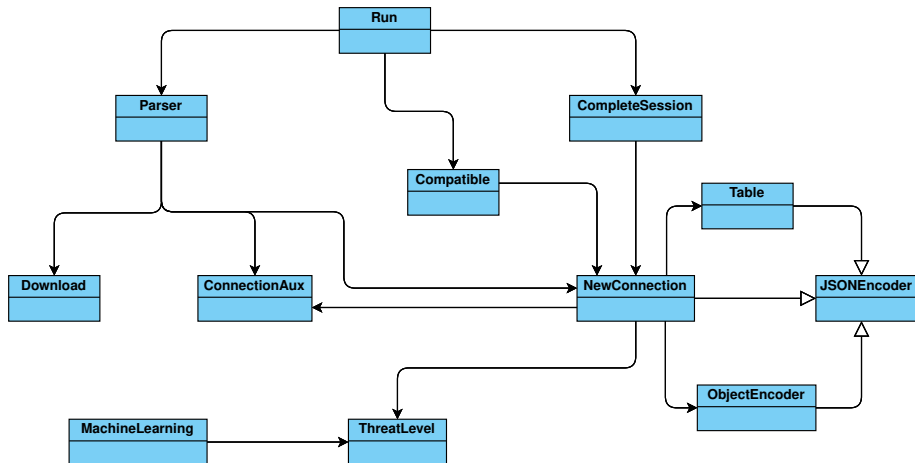 Run
Parser
CompleteSession
Compatible
Table
Download
ConnectionAux
NewConnection
JSONEncoder
ObjectEncoder
MachineLearning
ThreatLevel